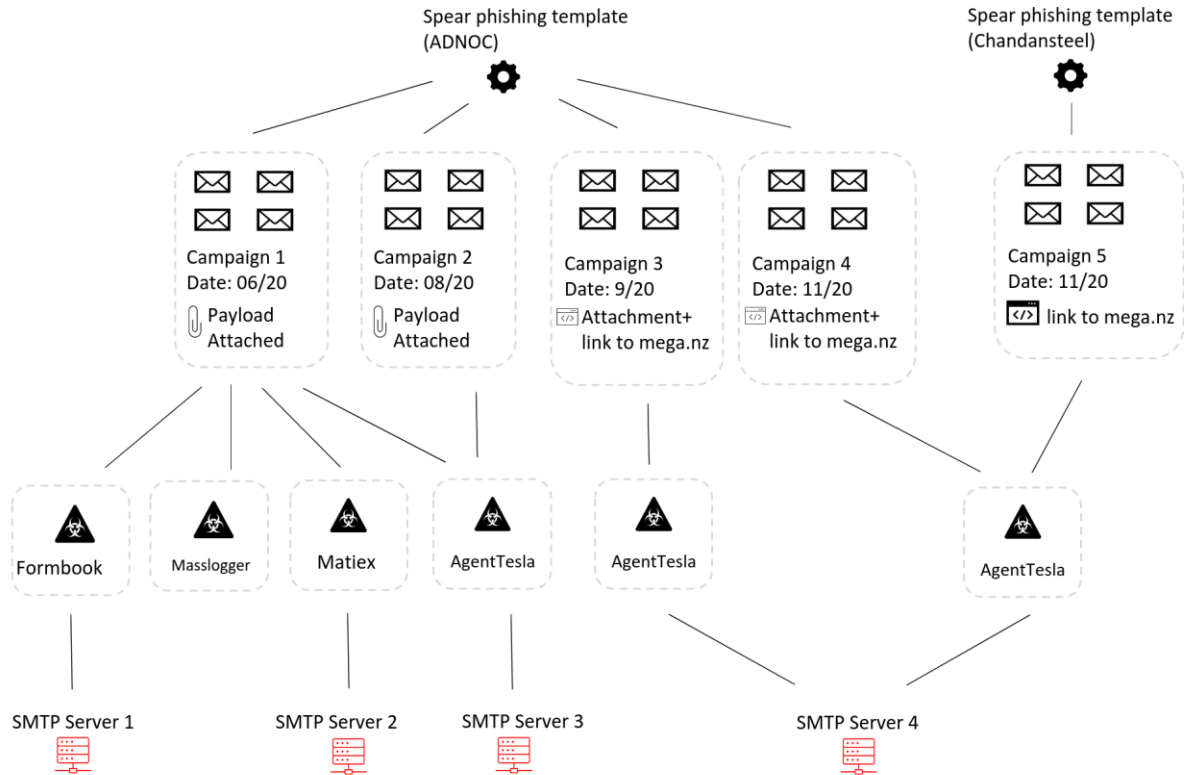 Spear phishing template
(ADNOC)
Spear phishing template
(Chandansteel)
Campaign 1
Date: 06/20
Payload
Attached
Campaign 2
Date: 08/20
Payload
Attached
Campaign 3
Date: 9/20
</>
Attachment+
link to mega.nz
Campaign 4
Date: 11/20
</>
Attachment+
link to mega.nz
Campaign 5
Date: 11/20
</>
link to mega.nz
Formbook
Masslogger
Matiex
AgentTesla
AgentTesla
AgentTesla
SMTP Server 1
SMTP Server 2
SMTP Server 3
SMTP Server 4